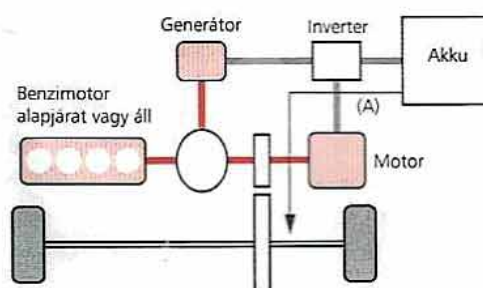 Generátor
Inverter
Akku
Benzimotor
alapjárat vagy áll
(A)
Motor